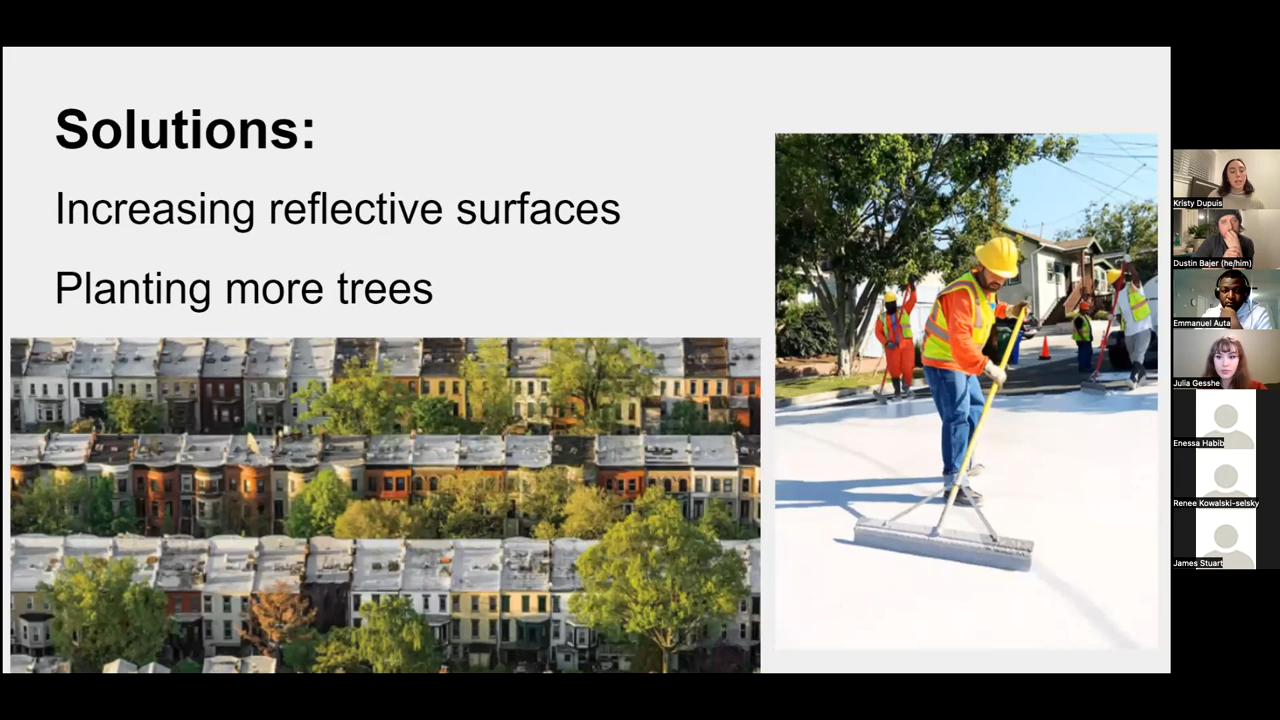 Solutions:
Increasing reflective surfaces
Planting more trees
Kristy Dupuis
Dustin Bajer (he/him)
Emmanuel Auta
Julia Gesshe
Enessa Habib
Renee Kowalski-selsky
James Stuart